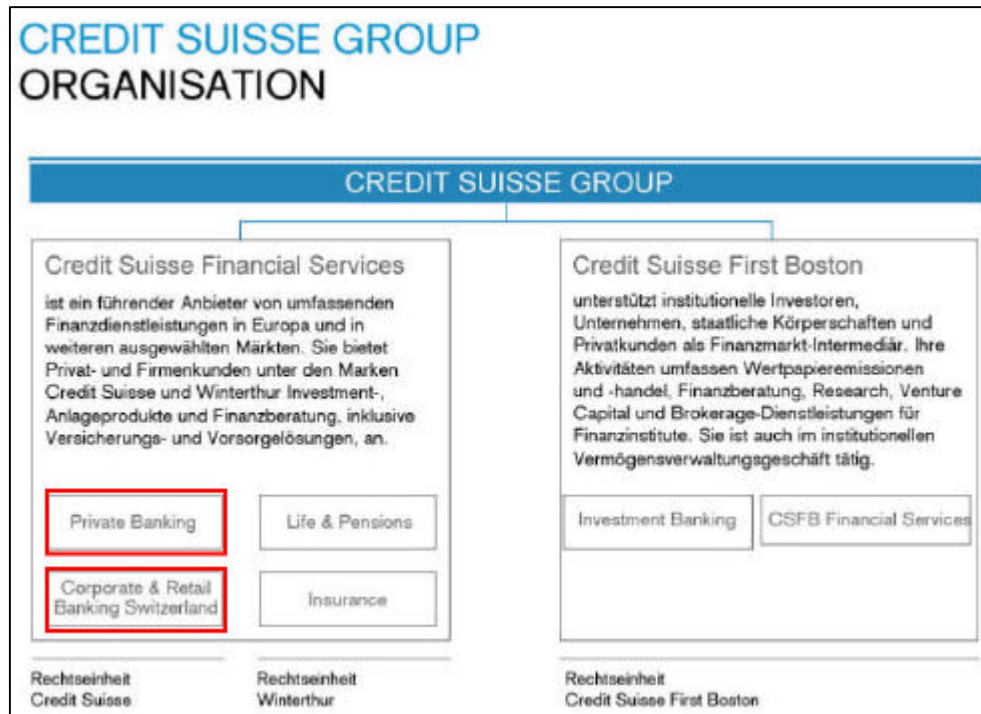 CREDIT SUISSE GROUP
ORGANISATION
CREDIT SUISSE GROUP
Credit Suisse Financial Services
ist ein führender Anbieter von umfassenden
Finanzdienstleistungen in Europa und in
weiteren ausgewählten Märkten. Sie bietet
Privat- und Firmenkunden unter den Marken
Credit Suisse und Winterthur Investment-,
Anlageprodukte und Finanzberatung, inklusive
Versicherungs- und Vorsorgelösungen, an.
Private Banking
Life & Pensions
Corporate & Retail
Banking Switzerland
Insurance
Credit Suisse First Boston
unterstützt institutionelle Investoren,
Unternehmen, staatliche Körperschaften und
Privatkunden als Finanzmarkt-Intermediär. Ihre
Aktivitäten umfassen Wertpapieremissionen
und -handel, Finanzberatung, Research, Venture
Capital und Brokerage-Dienstleistungen für
Finanzinstitute. Sie ist auch im institutionellen
Vermögensverwaltungsgeschäft tätig.
Investment Banking
CSFB Financial Services
Rechtseinheit
Credit Suisse
Rechtseinheit
Winterthur
Rechtseinheit
Credit Suisse First Boston